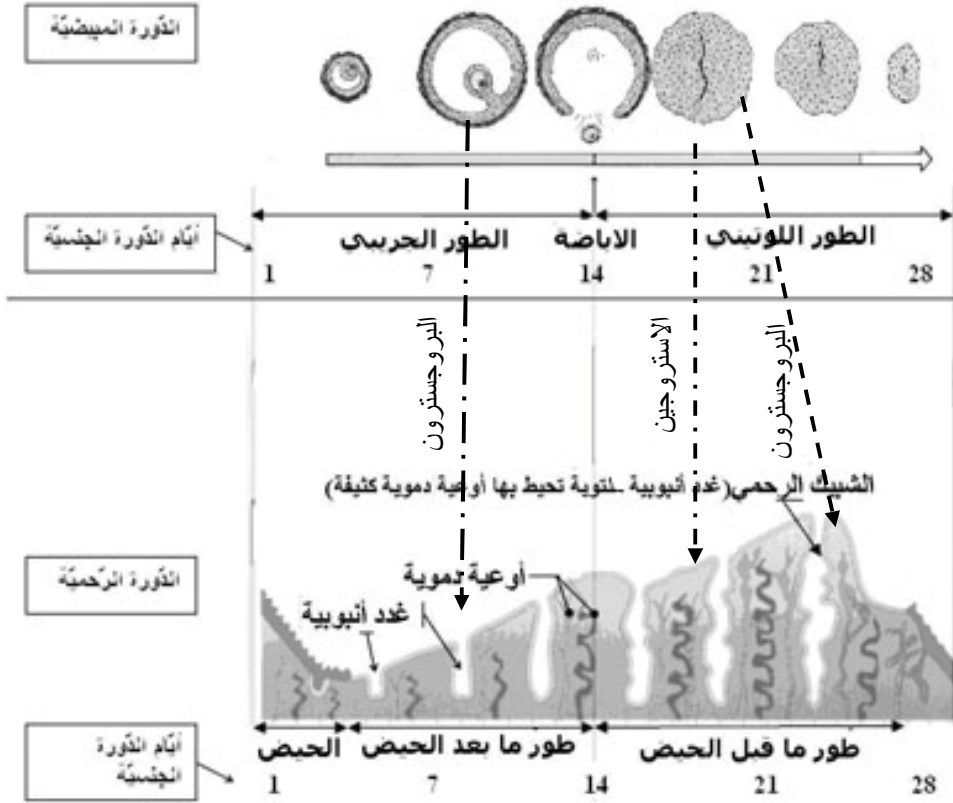 الدّورة المبيضيّة
أيّام الدّورة الجنسيّة
الطور الجريبي
الاباضة
الطور اللوتيني
1 7 14 21 28
البروجسترون
الاستروجين
البروجسترون
الشبيك الرحمي(غدد أنبوبية ملتوية تحيط بها أوعية دموية كثيفة)
الدّورة الرّحميّة
أوعية دموية
غدد أنبوبية
الحيض
طور ما بعد الحيض
طور ما قبل الحيض
أيّام الدّورة
الجنسيّة
1 7 14 21 28